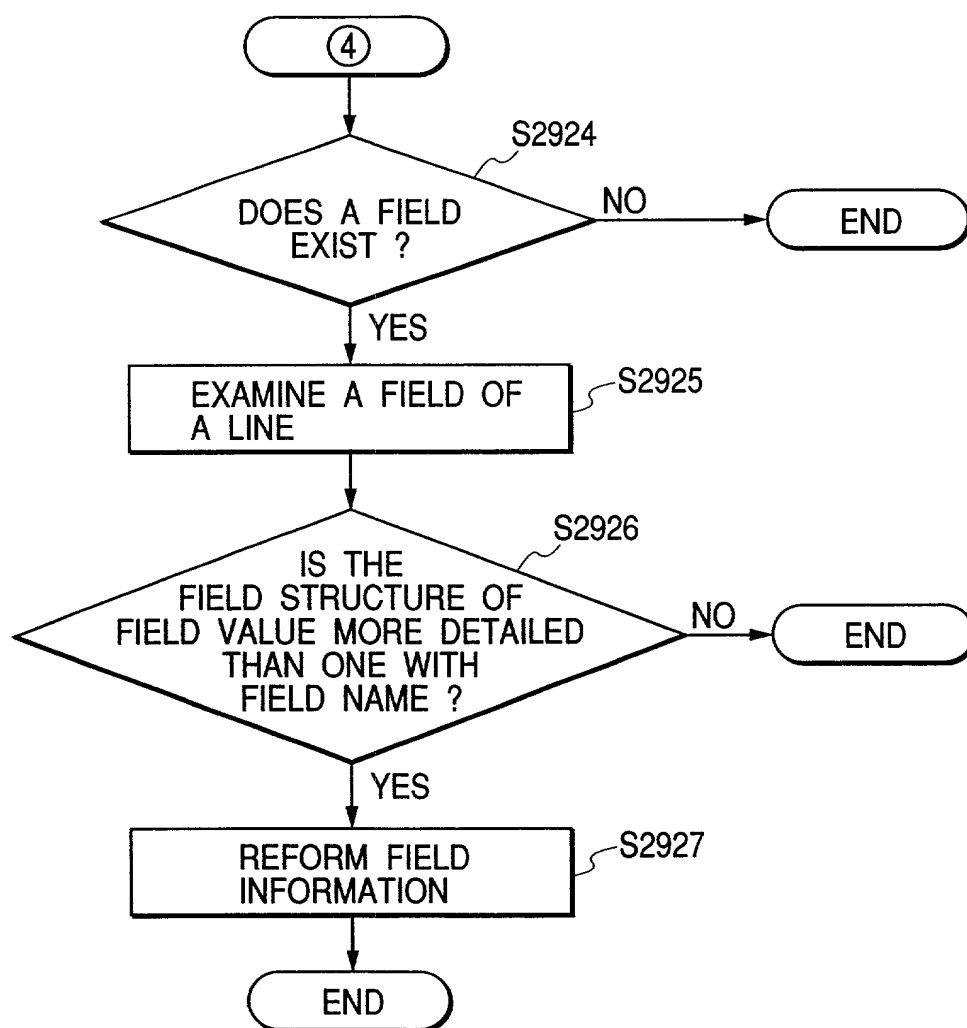 4
S2924
DOES A FIELD
EXIST ?
NO
END
YES
EXAMINE A FIELD OF
A LINE
S2925
S2926
IS THE
FIELD STRUCTURE OF
FIELD VALUE MORE DETAILED
THAN ONE WITH
FIELD NAME ?
NO
END
YES
REFORM FIELD
INFORMATION
S2927
END